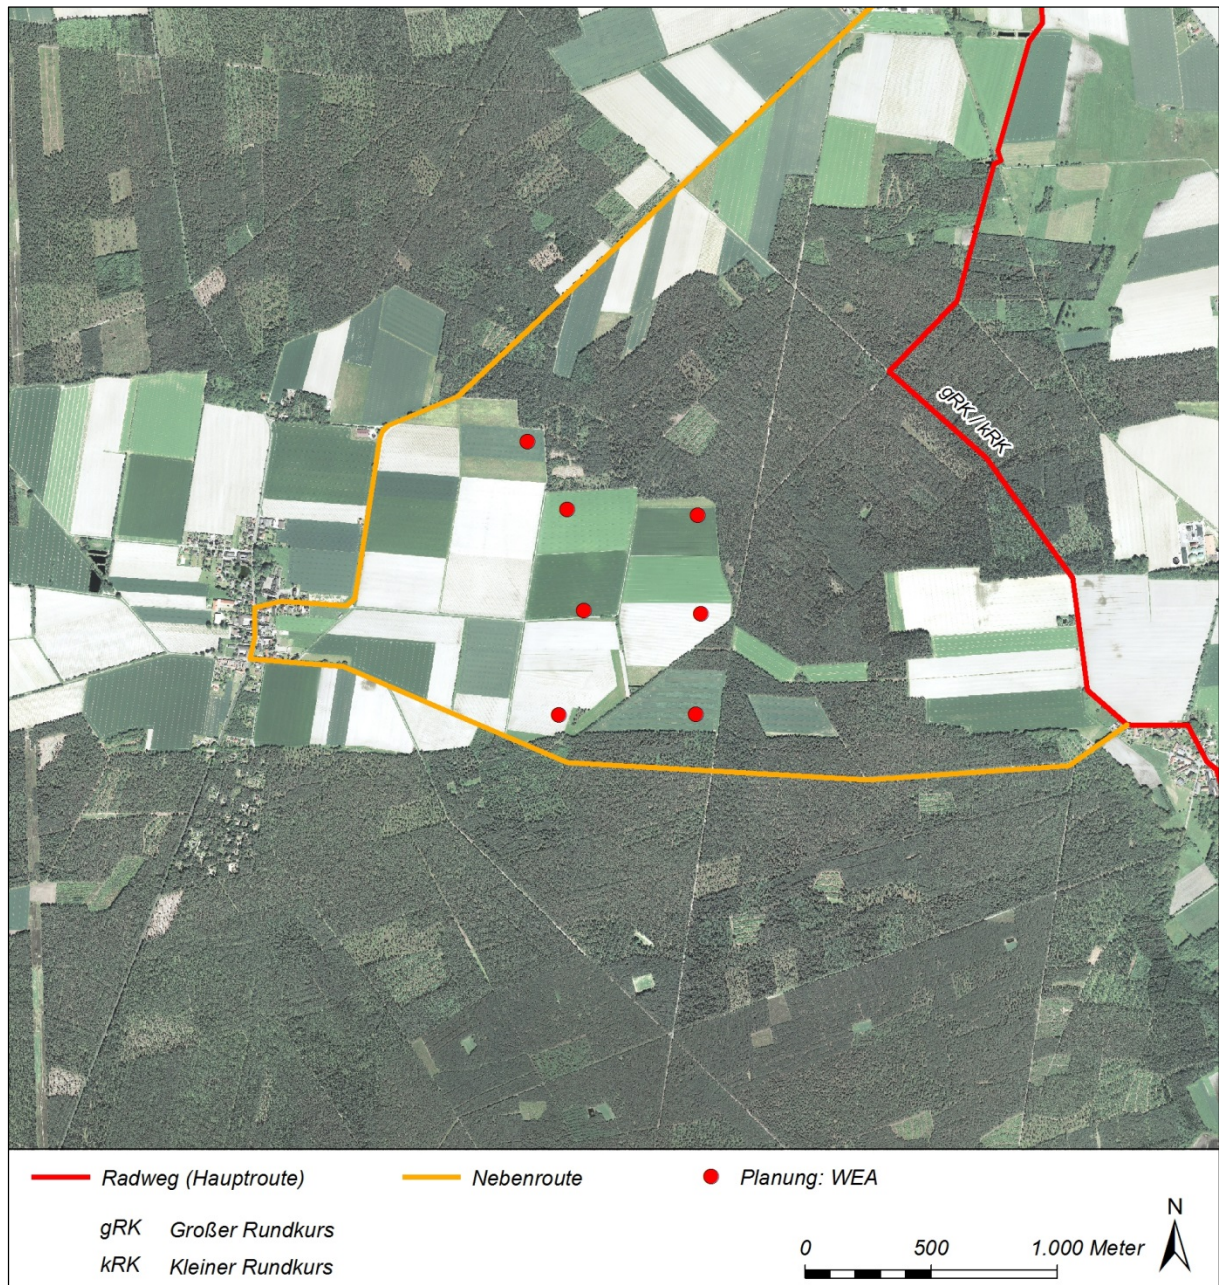 gRK / kRK
Radweg (Hauptroute)
Nebenroute
Planung: WEA
gRK Großer Rundkurs
kRK Kleiner Rundkurs
N
0 500 1.000 Meter